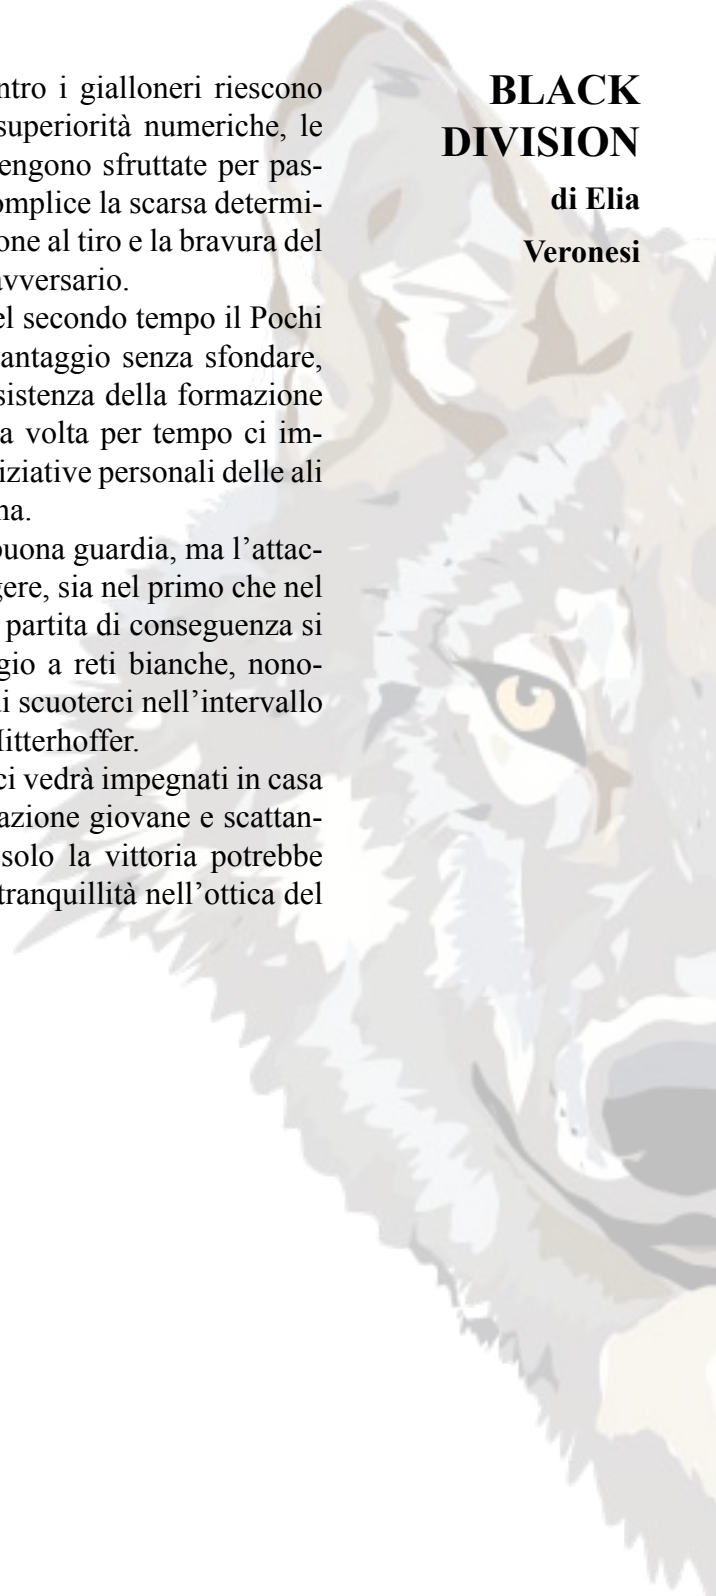 ntro i gialloneri riescono
superiorità numeriche, le
engono sfruttate per pas-
omplice la scarsa determi-
one al tiro e la bravura del
avversario.
el secondo tempo il Pochi
antaggio senza sfondare,
sistenza della formazione
a volta per tempo ci im-
iziative personali delle ali
na.
buona guardia, ma l'attac-
gere, sia nel primo che nel
partita di conseguenza si
gio a reti bianche, nono-
di scuoterci nell'intervallo
Mitterhoffer.
ci vedrà impegnati in casa
azione giovane e scattan-
solo la vittoria potrebbe
tranquillità nell'ottica del
BLACK
DIVISION
di Elia
Veronesi